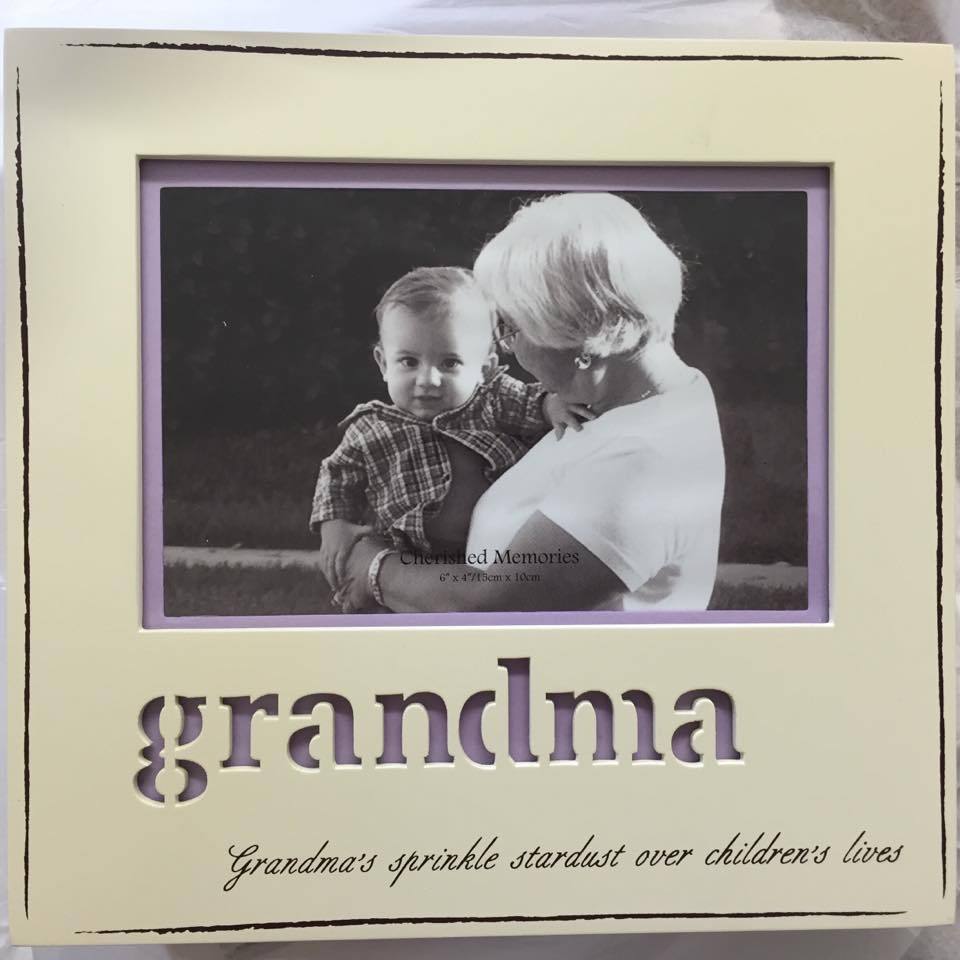 Cherished Memories
6" x 4"/15cm x 10cm
grandma
Grandma's sprinkle stardust over children's lives